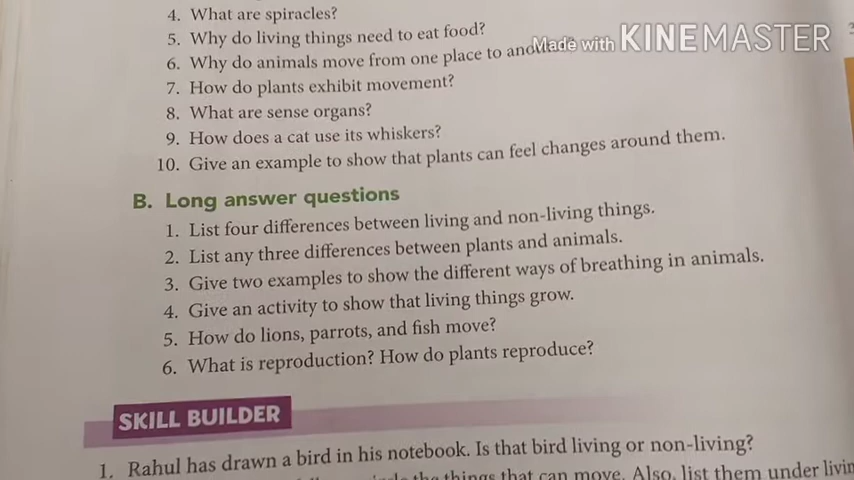 4. What are spiracles?
5. Why do living things need to eat food?
6. Why do animals move from one place to
Made with KINEMASTER
7. How do plants exhibit movement?
8. What are sense organs?
9. How does a cat use its whiskers?
10. Give an example to show that plants can feel changes around them.
B. Long answer questions
1. List four differences between living and non-living things.
2. List any three differences between plants and animals.
3. Give two examples to show the different ways of breathing in animals.
4. Give an activity to show that living things grow.
5. How do lions, parrots, and fish move?
6. What is reproduction? How do plants reproduce?
SKILL BUILDER
1. Rahul has drawn a bird in his notebook. Is that bird living or non-living?
the things that can move. Also, list them under